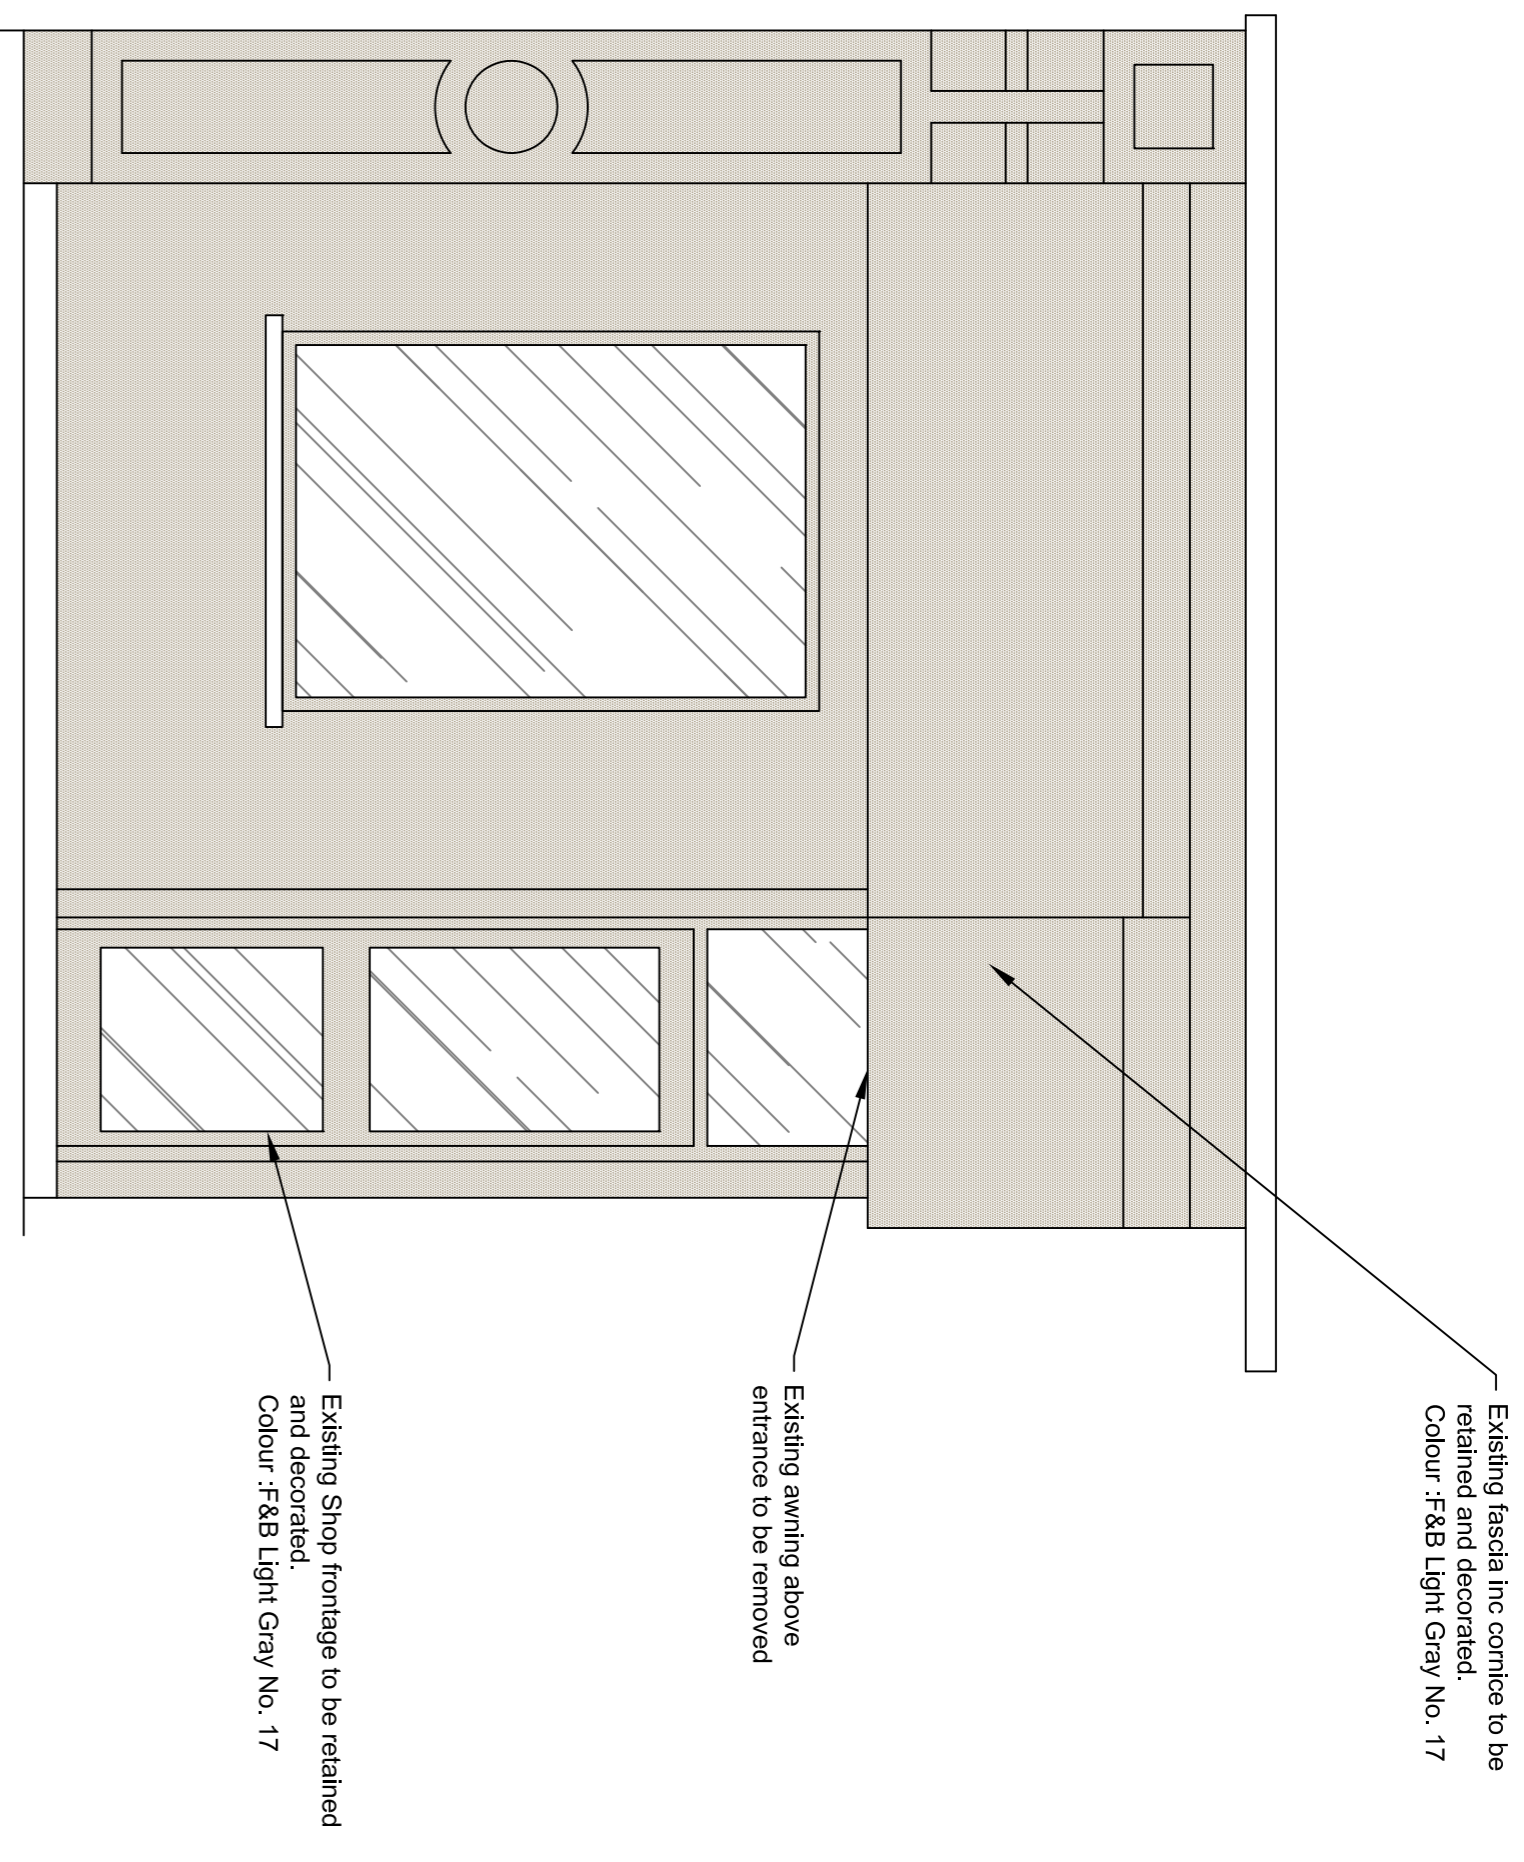 Existing fascia inc cornice to be
retained and decorated.
Colour :F&B Light Gray No. 17
Existing awning above
entrance to be removed
Existing Shop frontage to be retained
and decorated.
Colour :F&B Light Gray No. 17